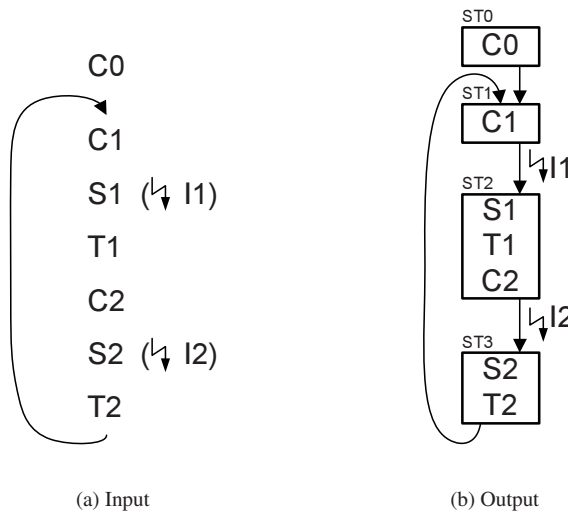 C0
C1
S1 (I1)
T1
C2
S2 (I2)
T2
(a) Input
ST0
C0
ST1
C1
I1
ST2
S1
T1
C2
I2
ST3
S2
T2
(b) Output